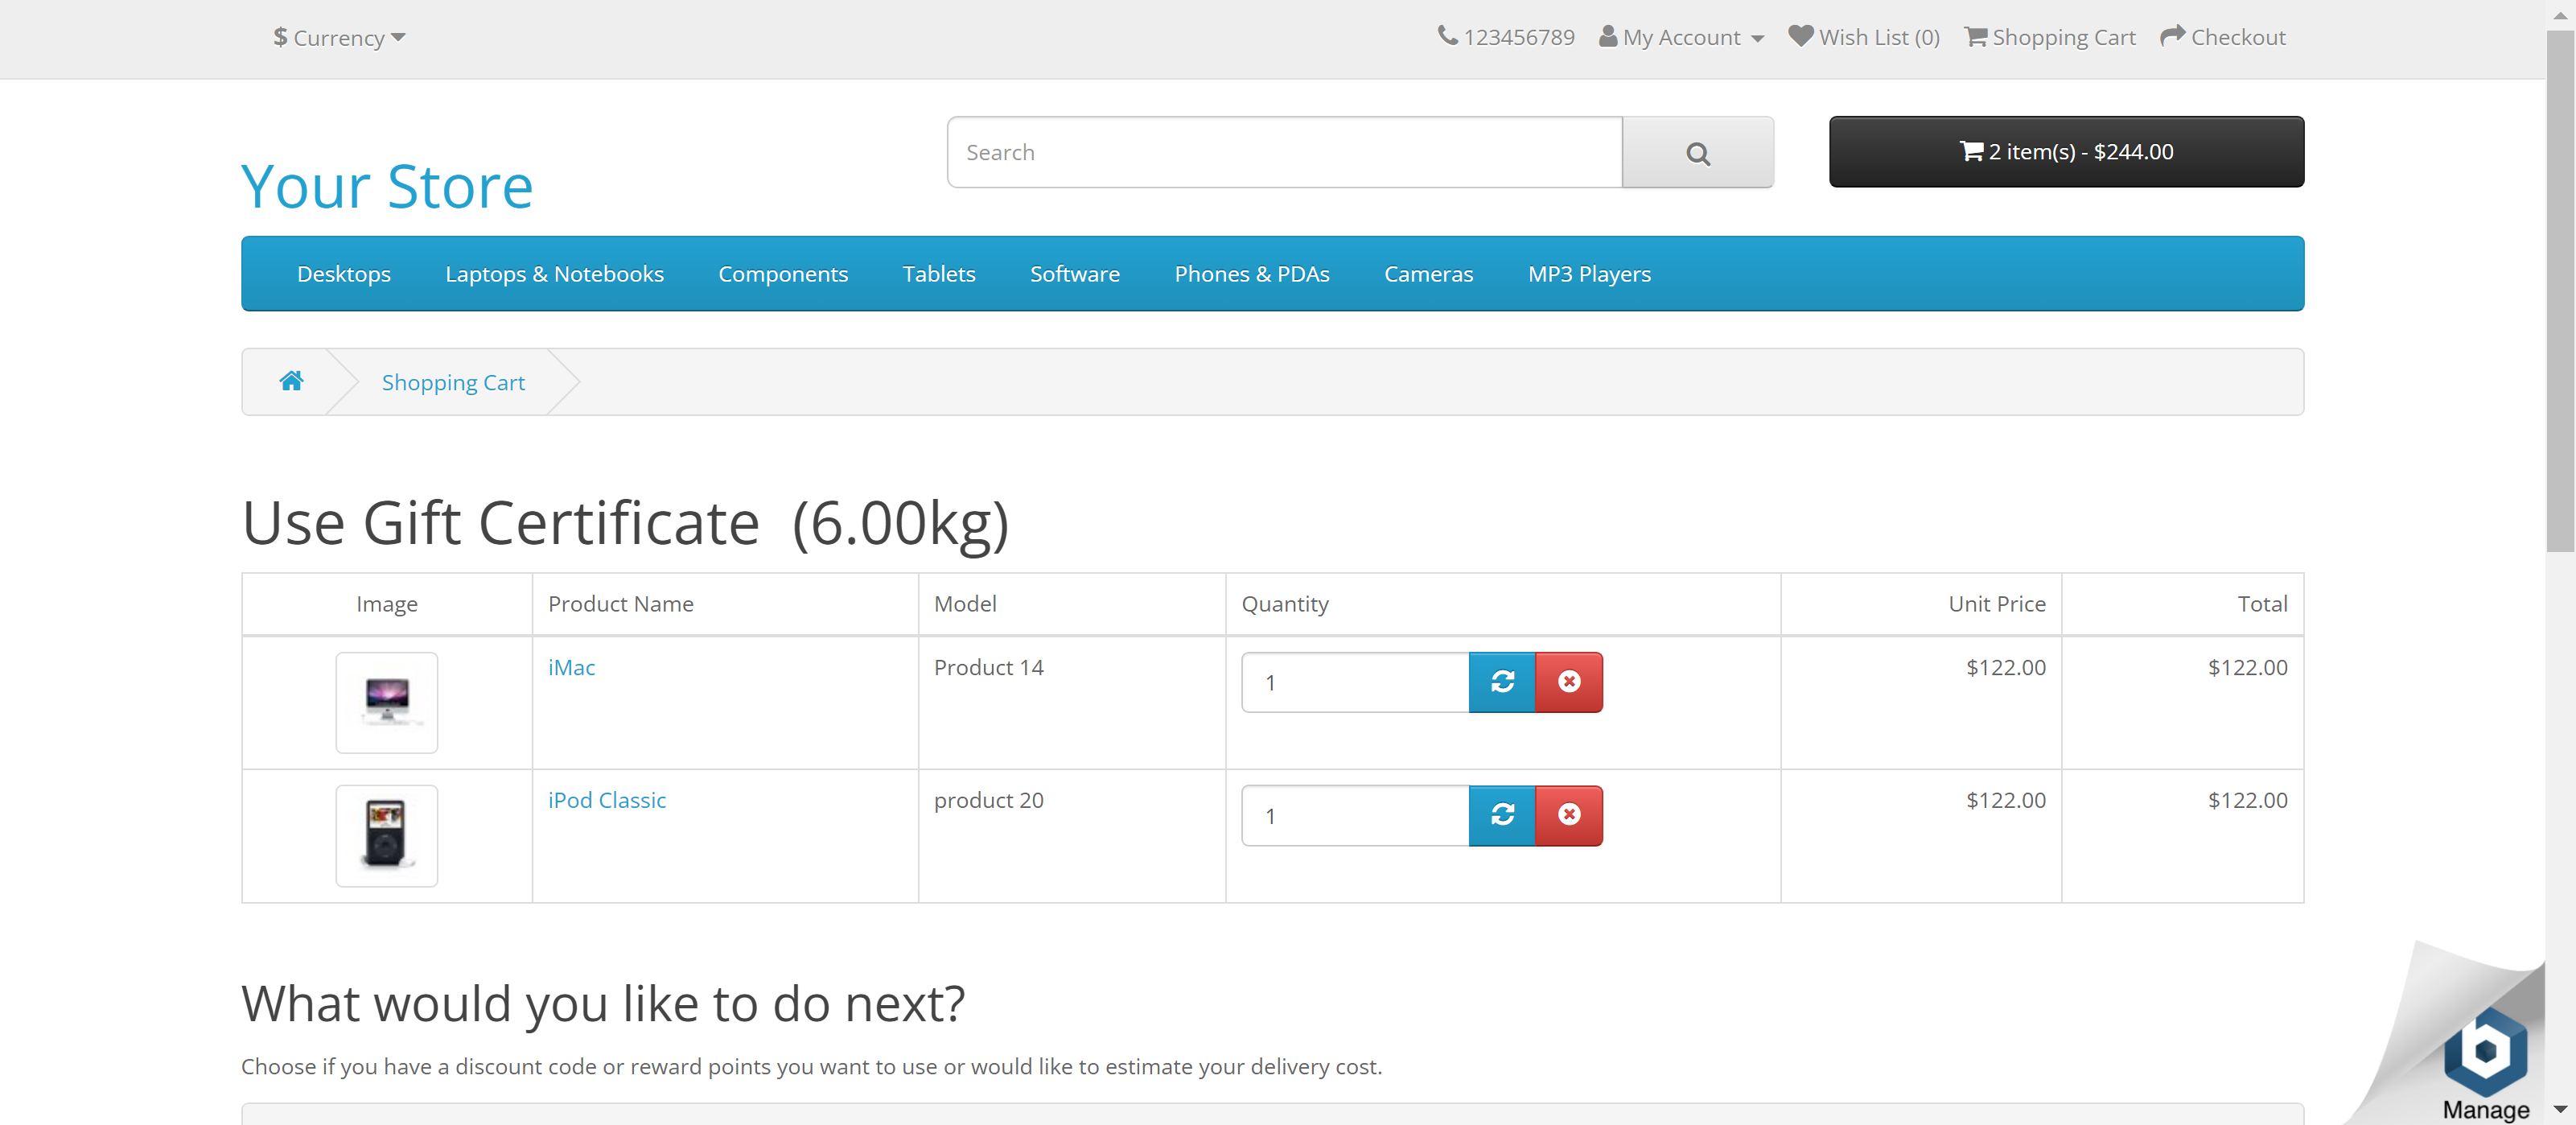 $ Currency
123456789 My Account Wish List (0) Shopping Cart Checkout
Your Store
Search
2 item(s) - $244.00
Desktops Laptops & Notebooks Components Tablets Software Phones & PDAs Cameras MP3 Players
Shopping Cart
Use Gift Certificate (6.00kg)
Image Product Name Model Quantity Unit Price Total
iMac Product 14 1 $122.00 $122.00
iPod Classic product 20 1 $122.00 $122.00
What would you like to do next?
Choose if you have a discount code or reward points you want to use or would like to estimate your delivery cost.
Manage